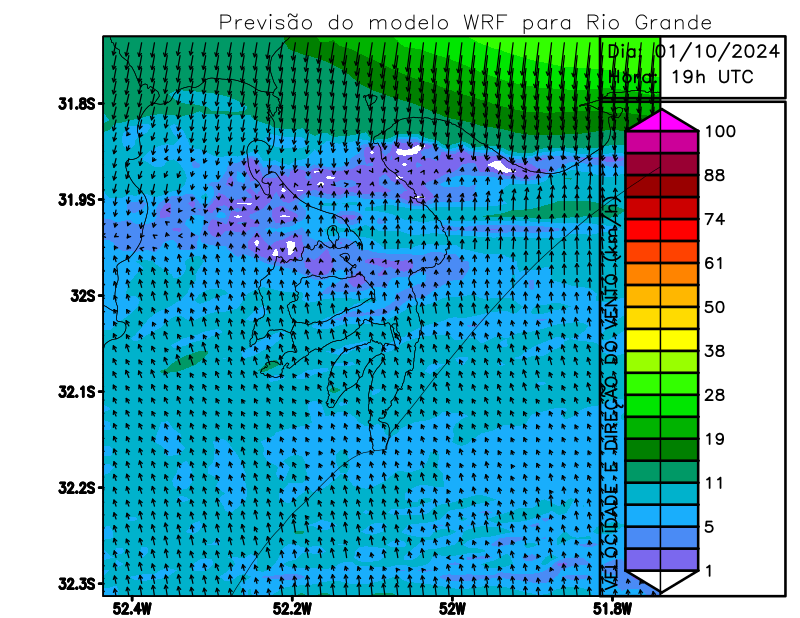 Previsão do modelo WRF para Rio Grande
Dia: 01/10/2024
Hora: 19h UTC
31.8S
31.9S
32S
32.1S
32.2S
32.3S
52.4W
52.2W
52W
51.8W
VELOCIDADE E DIREÇÃO DO VENTO (km/h)
100
88
74
61
50
38
28
19
11
5
1